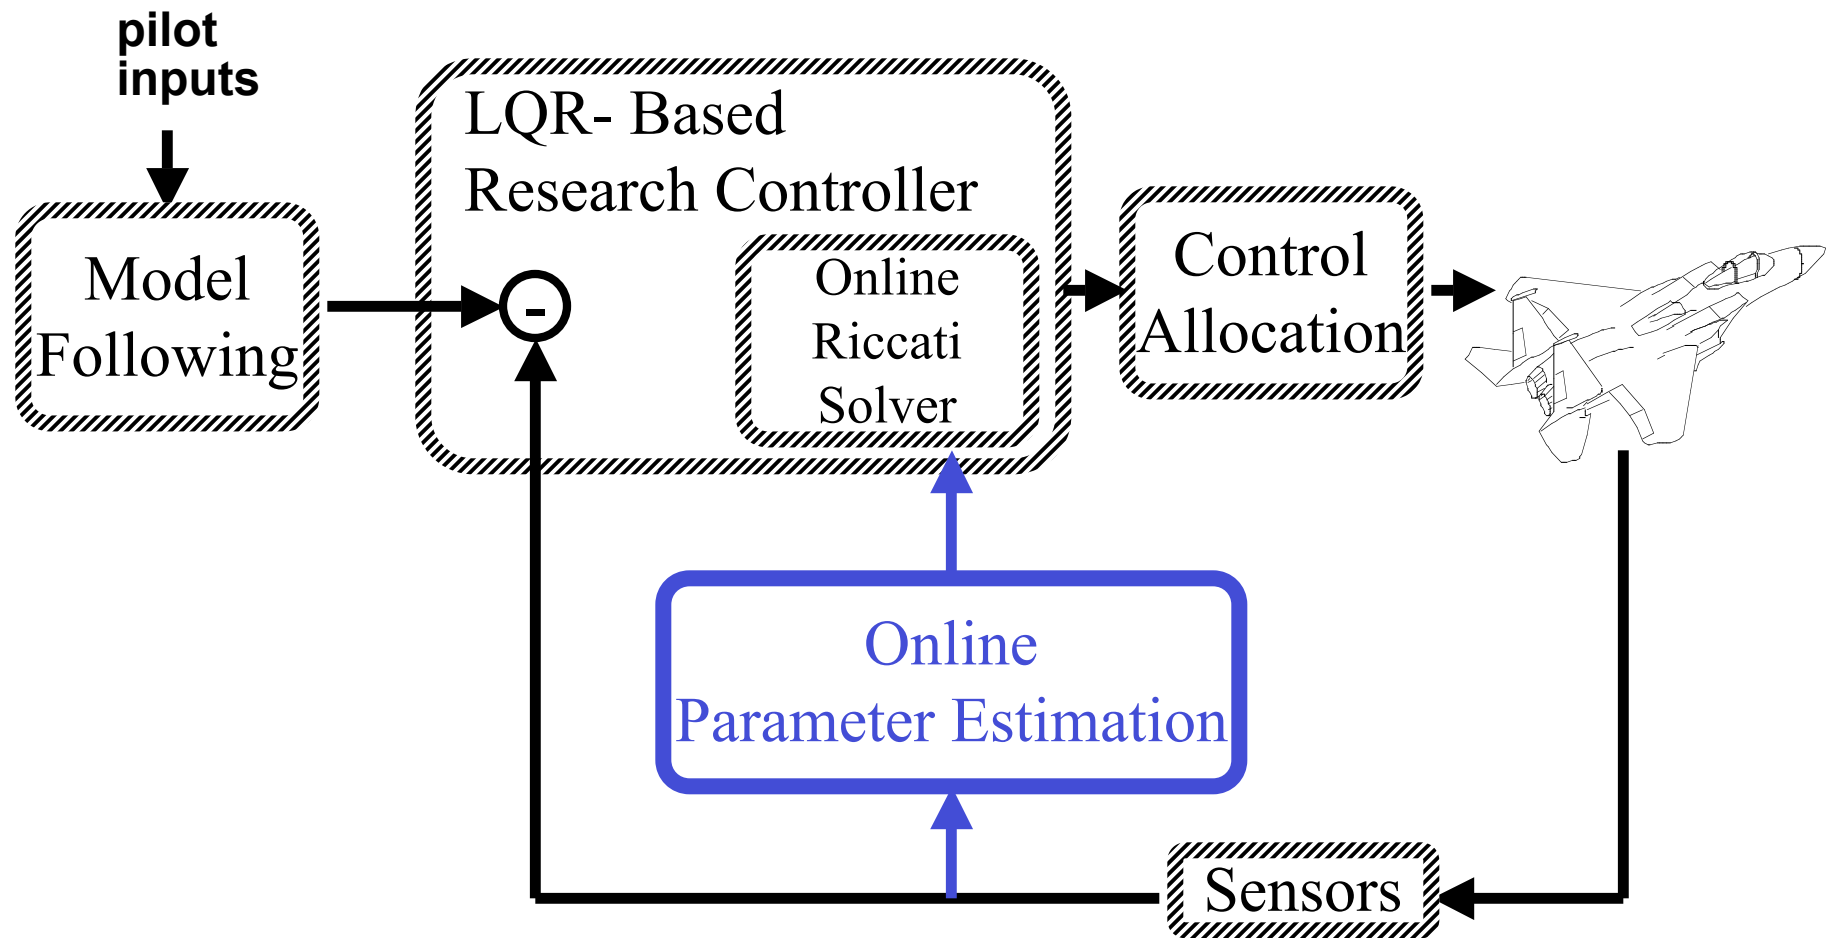 pilot
inputs
LQR- Based
Research Controller
Model
Following
-
Online
Riccati
Solver
Control
Allocation
Online
Parameter Estimation
Sensors